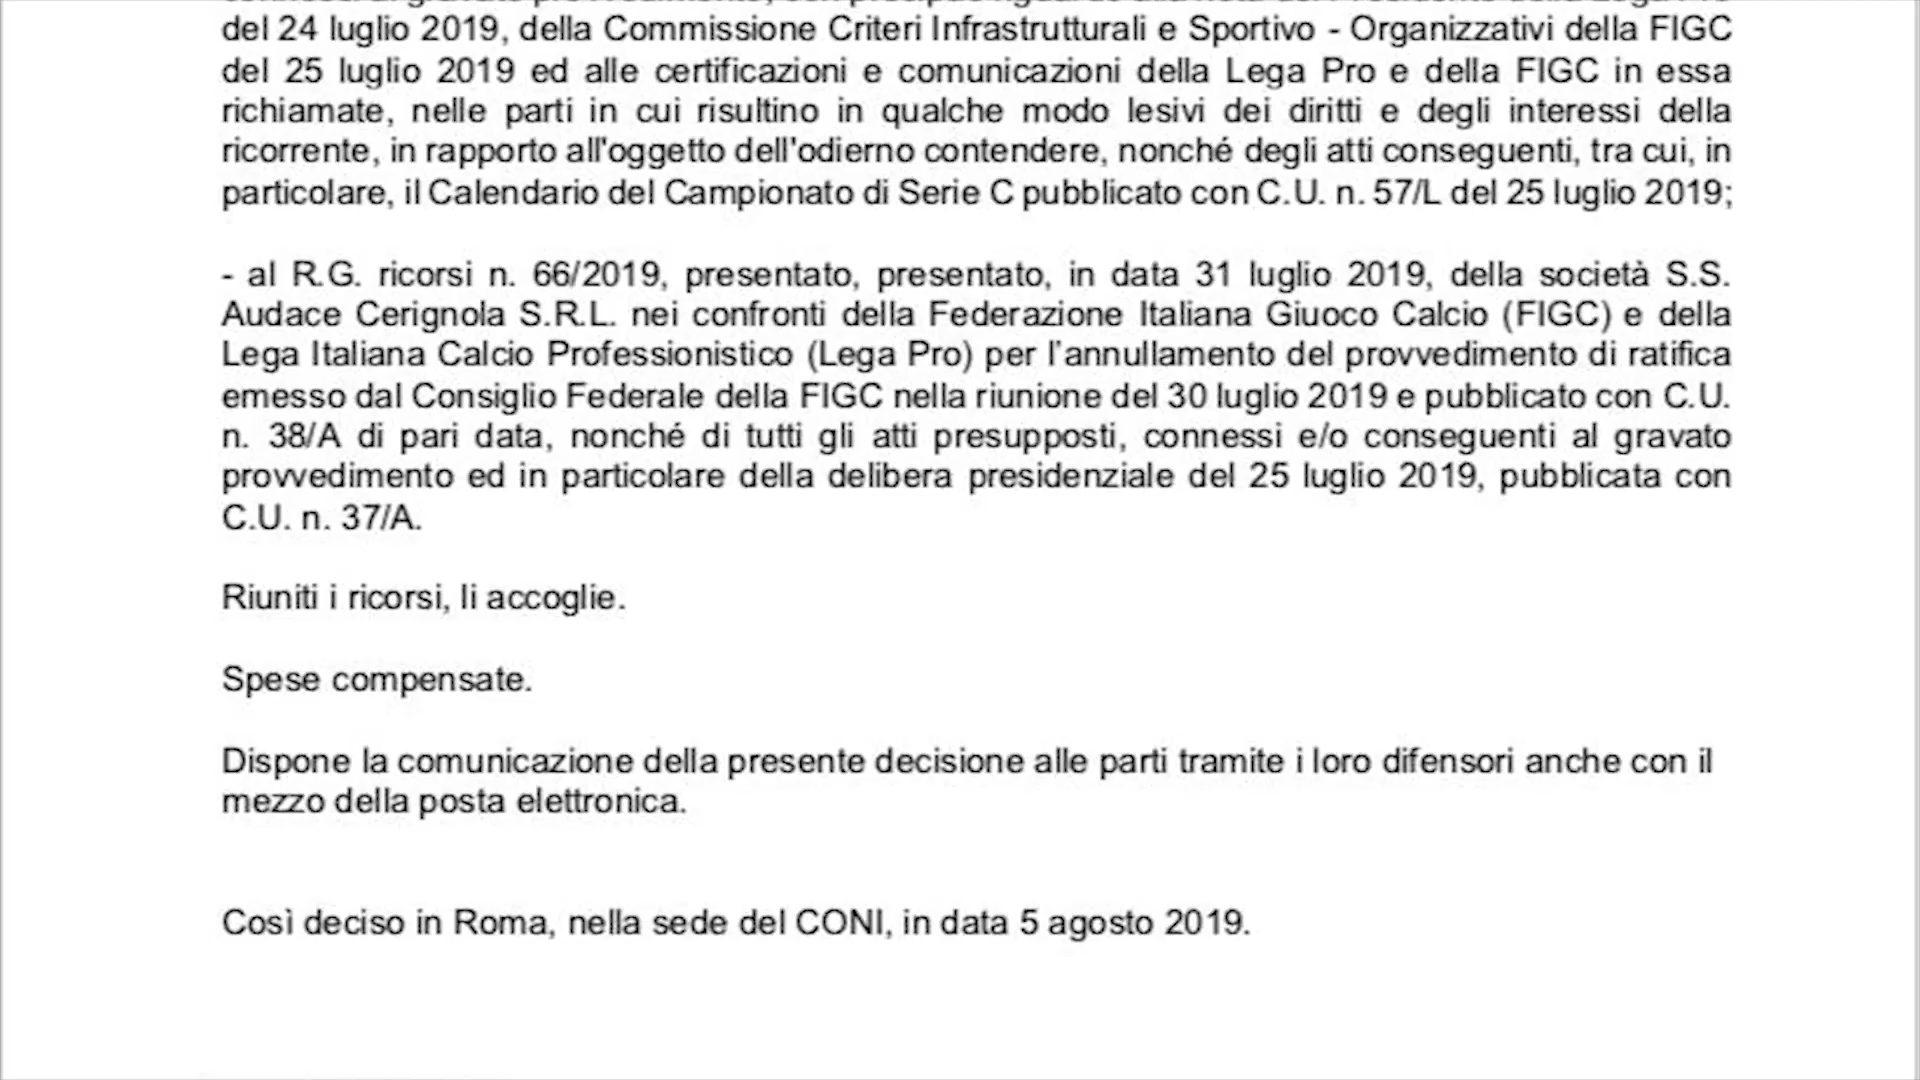 del 24 luglio 2019, della Commissione Criteri Infrastrutturali e Sportivo - Organizzativi della FIGC
del 25 luglio 2019 ed alle certificazioni e comunicazioni della Lega Pro e della FIGC in essa
richiamate, nelle parti in cui risultino in qualche modo lesivi dei diritti e degli interessi della
ricorrente, in rapporto all'oggetto dell'odierno contendere, nonché degli atti conseguenti, tra cui, in
particolare, il Calendario del Campionato di Serie C pubblicato con C.U. n. 57/L del 25 luglio 2019;
- al R.G. ricorsi n. 66/2019, presentato, presentato, in data 31 luglio 2019, della società S.S.
Audace Cerignola S.R.L. nei confronti della Federazione Italiana Giuoco Calcio (FIGC) e della
Lega Italiana Calcio Professionistico (Lega Pro) per l'annullamento del provvedimento di ratifica
emesso dal Consiglio Federale della FIGC nella riunione del 30 luglio 2019 e pubblicato con C.U.
n. 38/A di pari data, nonché di tutti gli atti presupposti, connessi e/o conseguenti al gravato
provvedimento ed in particolare della delibera presidenziale del 25 luglio 2019, pubblicata con
C.U. n. 37/A.
Riuniti i ricorsi, li accoglie.
Spese compensate.
Dispone la comunicazione della presente decisione alle parti tramite i loro difensori anche con il
mezzo della posta elettronica.
Così deciso in Roma, nella sede del CONI, in data 5 agosto 2019.